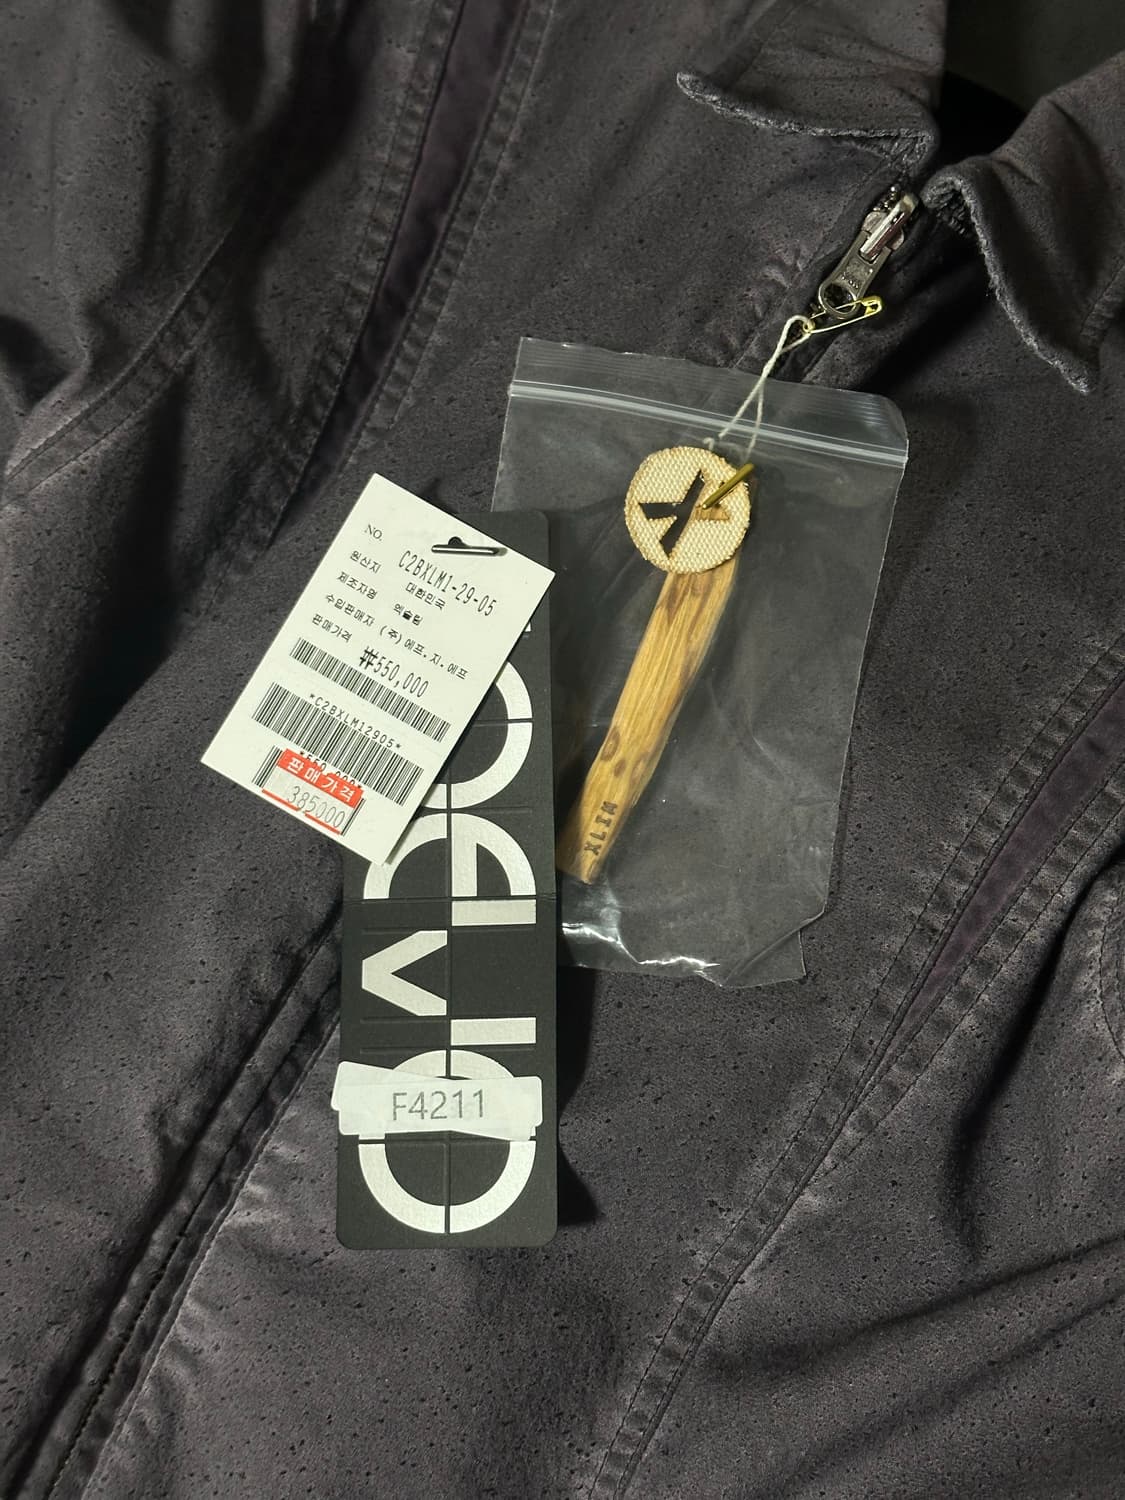 NO. C2BXLM1-29-05
원산지 대한민국
제조자명 엑슬림
수입판매자 (주)에프.지.에프
판매가격 ₩550,000
*C2BXLM12905*
판매가격
385000
XLIM
F4211